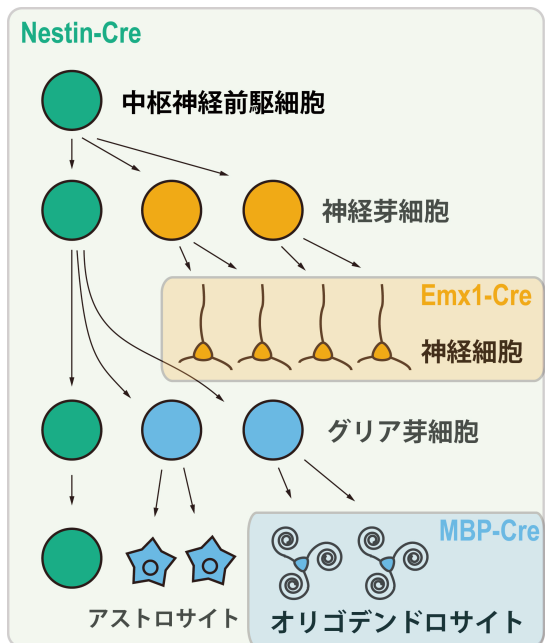 Nestin-Cre
中枢神経前駆細胞
神経芽細胞
Emx1-Cre
神経細胞
グリア芽細胞
MBP-Cre
アストロサイト
オリゴデンドロサイト